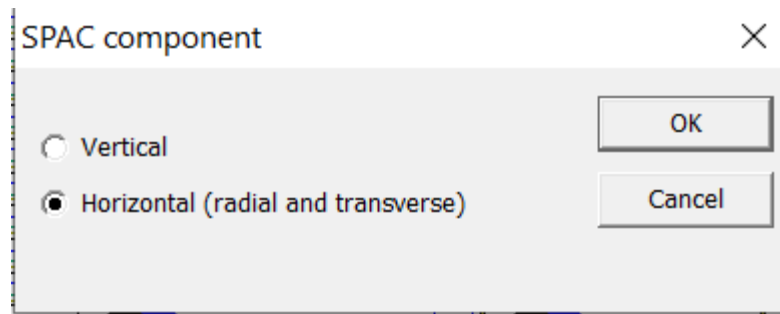 SPAC component
OK
Vertical
Horizontal (radial and transverse)
Cancel